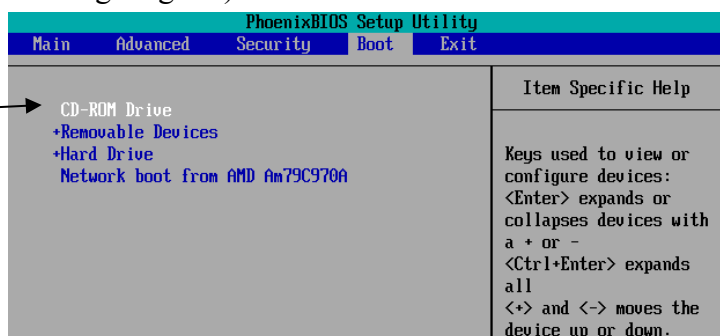 PhoenixBIOS Setup Utility
Main Advanced Security Boot Exit
CD-ROM Drive
+Removable Devices
+Hard Drive
Network boot from AMD Am79C970A
Item Specific Help
Keys used to view or
configure devices:
<Enter> expands or
collapses devices with
a + or -
<Ctrl+Enter> expands
all
<+> and <-> moves the
device up or down.